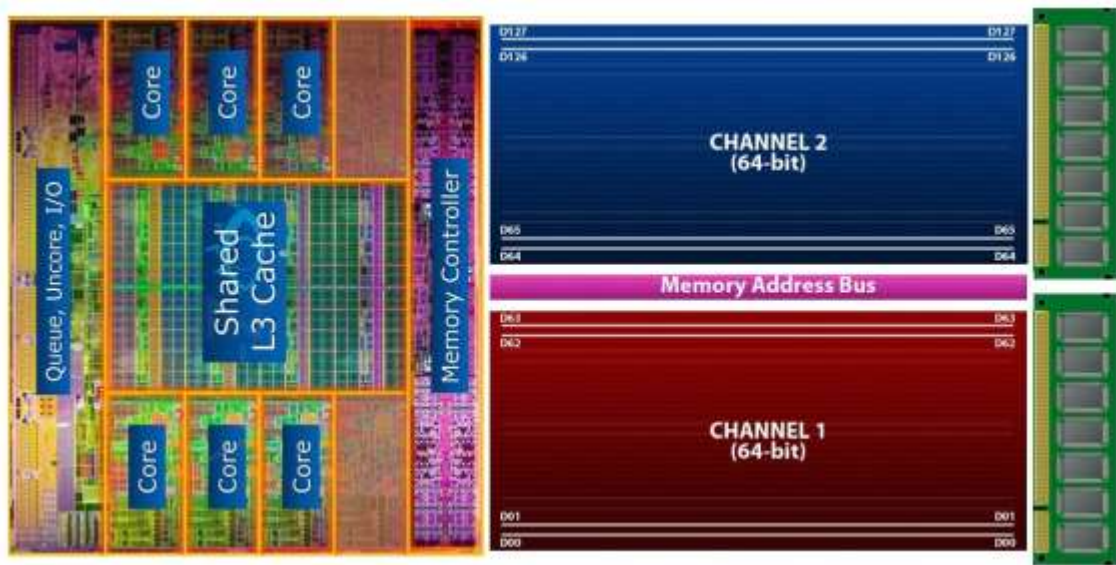 Queue, Uncore, I/O
Core
Core
Core
Shared
L3 Cache
Core
Core
Core
Memory Controller
D127 D127
D126 D126
CHANNEL 2
(64-bit)
D65 D65
D64 D64
Memory Address Bus
D63 D63
D62 D62
CHANNEL 1
(64-bit)
D01 D01
D00 D00